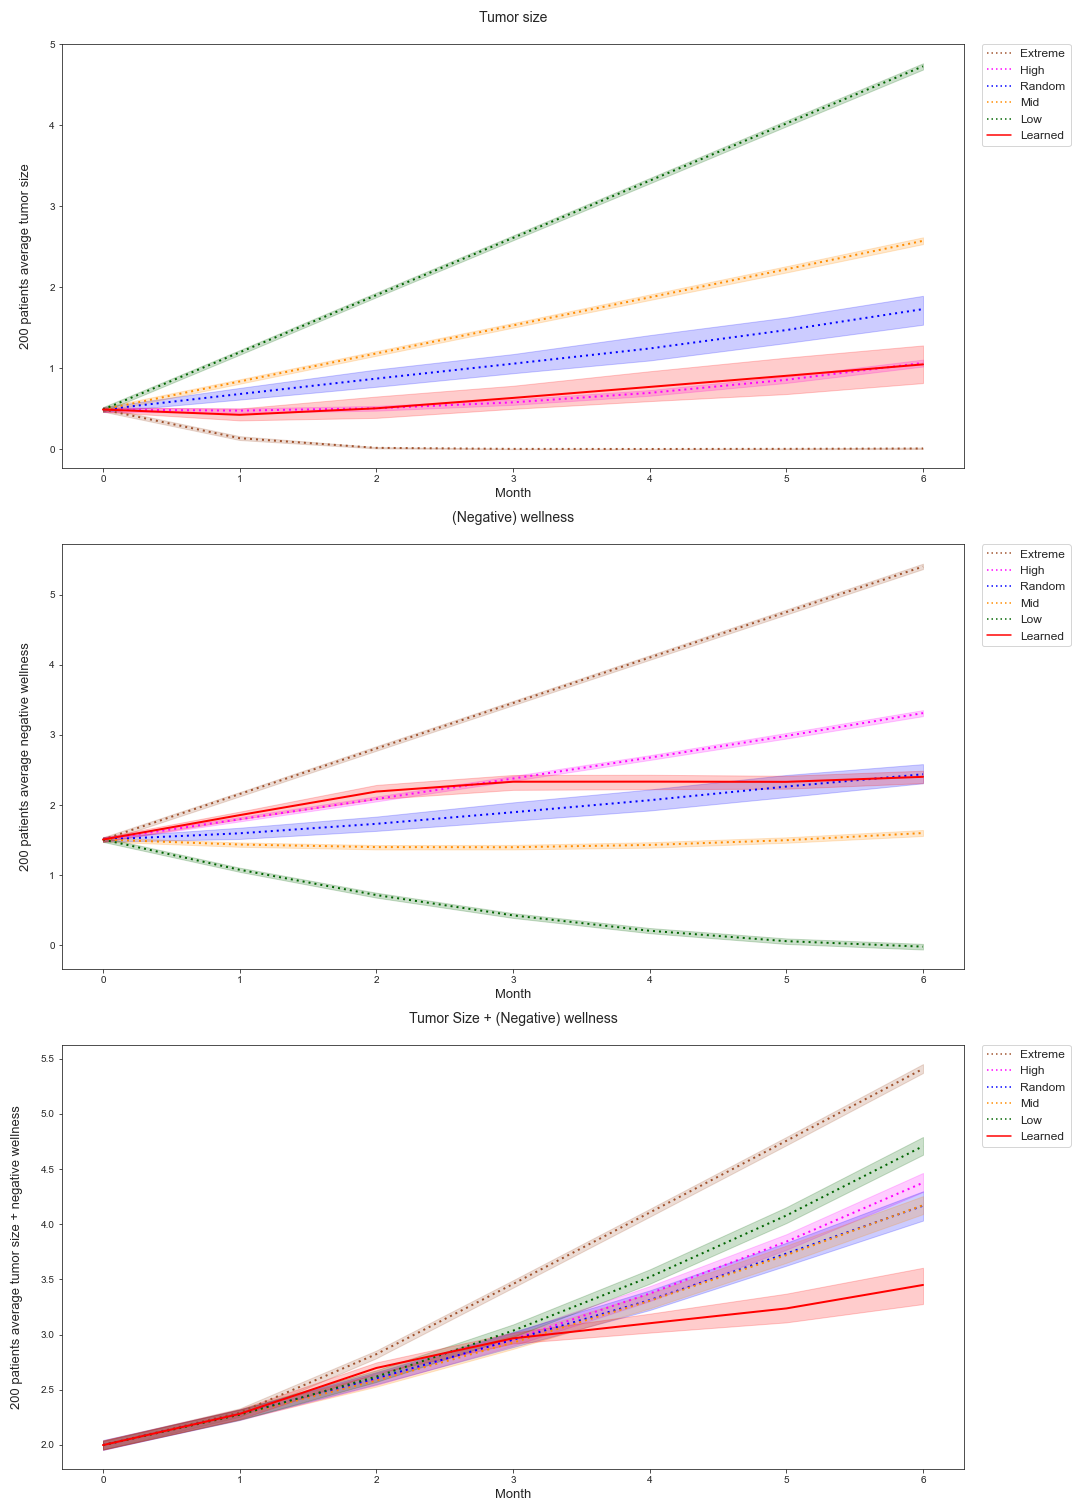 Tumor size
200 patients average tumor size
5
4
3
2
1
0
0 1 2 3 4 5 6
Month
Extreme
High
Random
Mid
Low
Learned
(Negative) wellness
200 patients average negative wellness
5
4
3
2
1
0
0 1 2 3 4 5 6
Month
Extreme
High
Random
Mid
Low
Learned
Tumor Size + (Negative) wellness
200 patients average tumor size + negative wellness
5.5
5.0
4.5
4.0
3.5
3.0
2.5
2.0
0 1 2 3 4 5 6
Month
Extreme
High
Random
Mid
Low
Learned